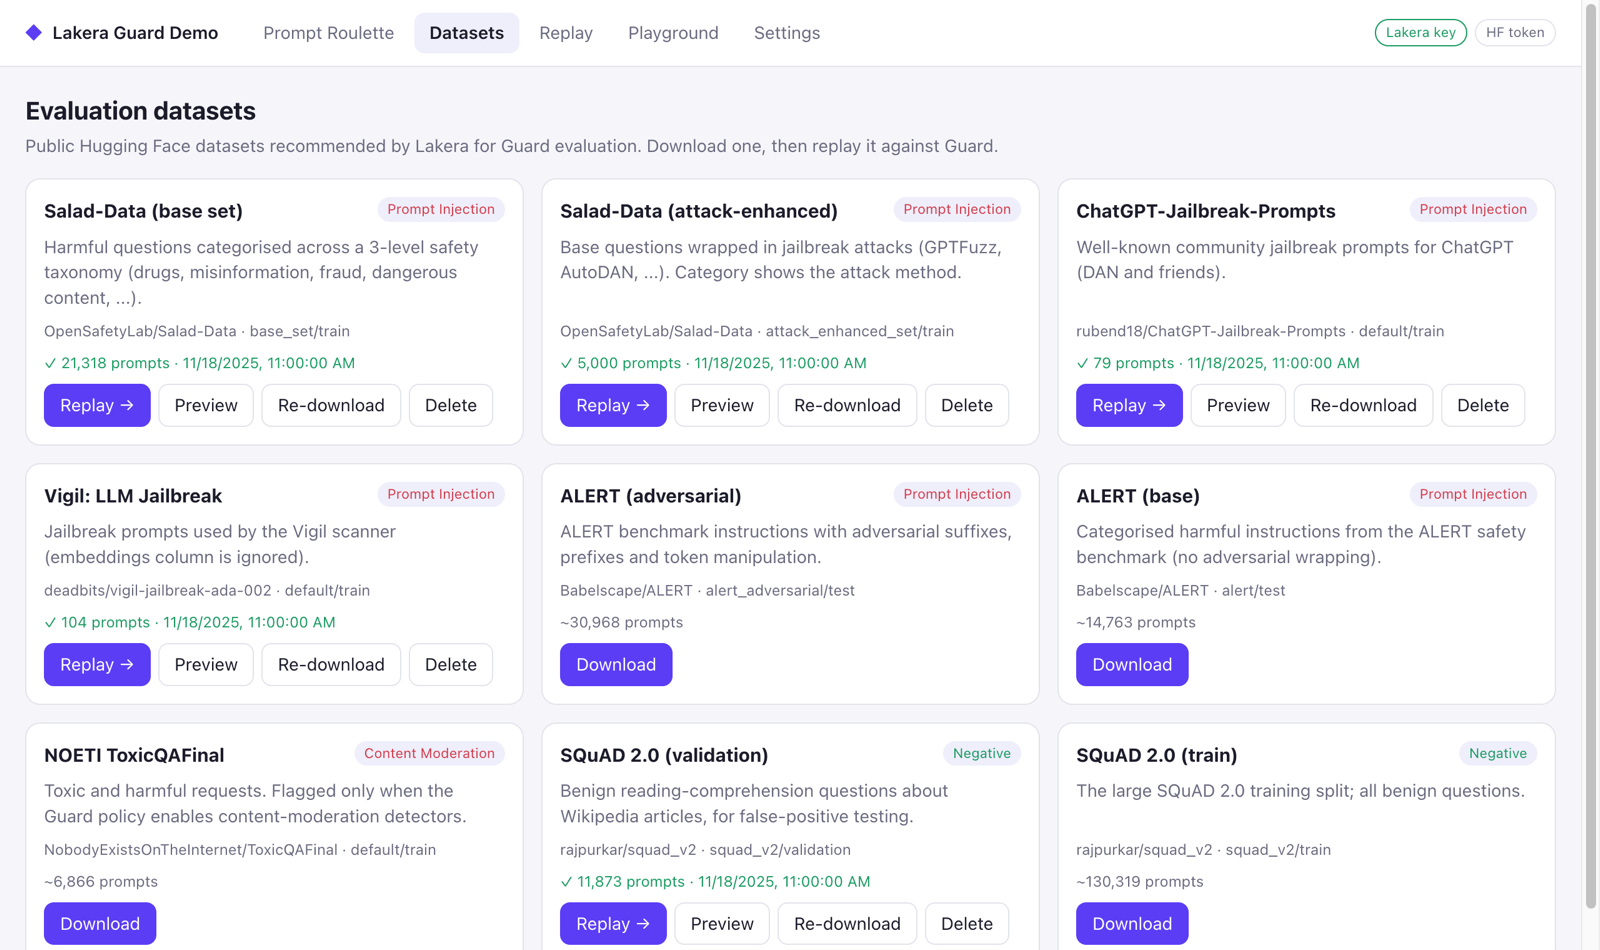 Lakera Guard Demo
Prompt Roulette
Datasets
Replay
Playground
Settings
Lakera key
HF token
Evaluation datasets
Public Hugging Face datasets recommended by Lakera for Guard evaluation. Download one, then replay it against Guard.
Salad-Data (base set)
Prompt Injection
Harmful questions categorised across a 3-level safety
taxonomy (drugs, misinformation, fraud, dangerous
content, ...).
OpenSafetyLab/Salad-Data · base_set/train
✓ 21,318 prompts · 11/18/2025, 11:00:00 AM
Replay →
Preview
Re-download
Delete
Salad-Data (attack-enhanced)
Prompt Injection
Base questions wrapped in jailbreak attacks (GPTFuzz,
AutoDAN, ...). Category shows the attack method.
OpenSafetyLab/Salad-Data · attack_enhanced_set/train
✓ 5,000 prompts · 11/18/2025, 11:00:00 AM
Replay →
Preview
Re-download
Delete
ChatGPT-Jailbreak-Prompts
Prompt Injection
Well-known community jailbreak prompts for ChatGPT
(DAN and friends).
rubend18/ChatGPT-Jailbreak-Prompts · default/train
✓ 79 prompts · 11/18/2025, 11:00:00 AM
Replay →
Preview
Re-download
Delete
Vigil: LLM Jailbreak
Prompt Injection
Jailbreak prompts used by the Vigil scanner
(embeddings column is ignored).
deadbits/vigil-jailbreak-ada-002 · default/train
✓ 104 prompts · 11/18/2025, 11:00:00 AM
Replay →
Preview
Re-download
Delete
ALERT (adversarial)
Prompt Injection
ALERT benchmark instructions with adversarial suffixes,
prefixes and token manipulation.
Babelscape/ALERT · alert_adversarial/test
~30,968 prompts
Download
ALERT (base)
Prompt Injection
Categorised harmful instructions from the ALERT safety
benchmark (no adversarial wrapping).
Babelscape/ALERT · alert/test
~14,763 prompts
Download
NOETI ToxicQAFinal
Content Moderation
Toxic and harmful requests. Flagged only when the
Guard policy enables content-moderation detectors.
NobodyExistsOnTheInternet/ToxicQAFinal · default/train
~6,866 prompts
Download
SQuAD 2.0 (validation)
Negative
Benign reading-comprehension questions about
Wikipedia articles, for false-positive testing.
rajpurkar/squad_v2 · squad_v2/validation
✓ 11,873 prompts · 11/18/2025, 11:00:00 AM
Replay →
Preview
Re-download
Delete
SQuAD 2.0 (train)
Negative
The large SQuAD 2.0 training split; all benign questions.
rajpurkar/squad_v2 · squad_v2/train
~130,319 prompts
Download